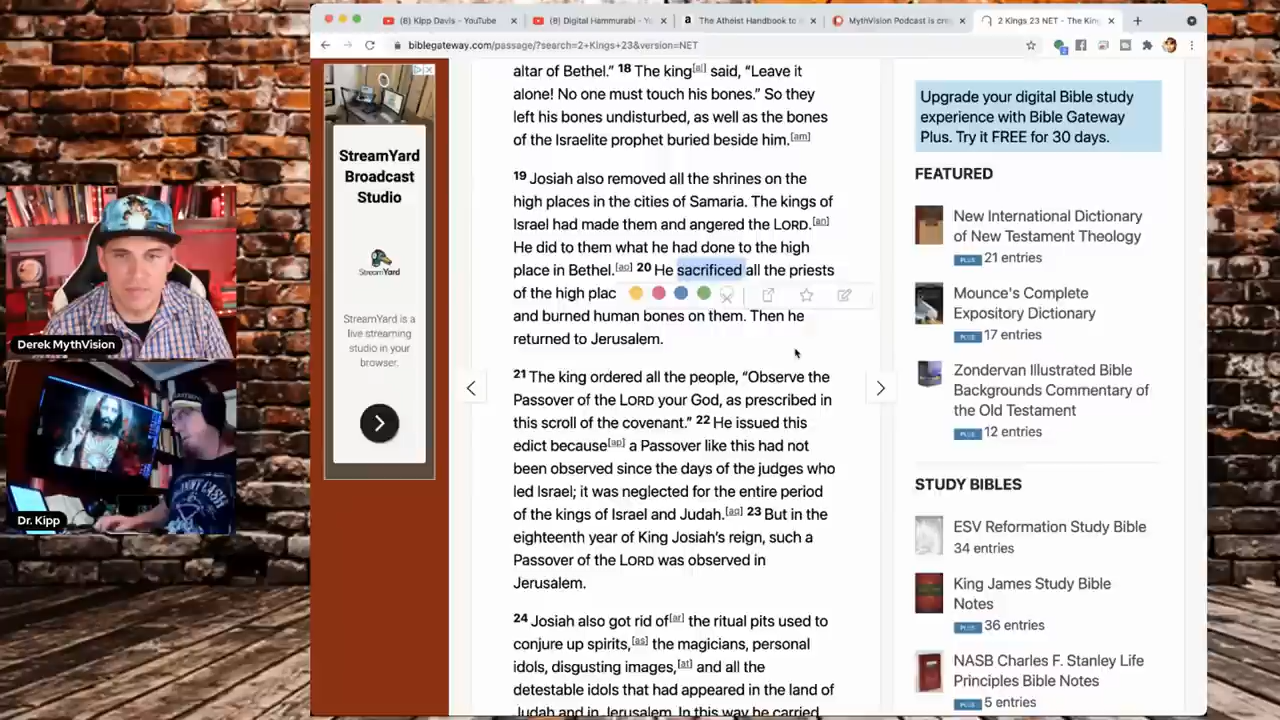 (8) Kipp Davis - YouTube
(8) Digital Hammurabi -
The Atheist Handbook to
MythVision Podcast is cre
2 Kings 23 NET - The King
biblegateway.com/passage/?search=2+Kings+23&version=NET
StreamYard
Broadcast
Studio
StreamYard
StreamYard is a
live streaming
studio in your
browser.
altar of Bethel.” 18 The king[al] said, “Leave it
alone! No one must touch his bones.” So they
left his bones undisturbed, as well as the bones
of the Israelite prophet buried beside him.[am]
19 Josiah also removed all the shrines on the
high places in the cities of Samaria. The kings of
Israel had made them and angered the LORD.[an]
He did to them what he had done to the high
place in Bethel.[ao] 20 He sacrificed all the priests
of the high plac
and burned human bones on them. Then he
returned to Jerusalem.
21 The king ordered all the people, “Observe the
Passover of the LORD your God, as prescribed in
this scroll of the covenant.” 22 He issued this
edict because[ap] a Passover like this had not
been observed since the days of the judges who
led Israel; it was neglected for the entire period
of the kings of Israel and Judah.[aq] 23 But in the
eighteenth year of King Josiah’s reign, such a
Passover of the LORD was observed in
Jerusalem.
24 Josiah also got rid of[ar] the ritual pits used to
conjure up spirits,[as] the magicians, personal
idols, disgusting images,[at] and all the
detestable idols that had appeared in the land of
Judah and in Jerusalem. In this way he carried
Upgrade your digital Bible study
experience with Bible Gateway
Plus. Try it FREE for 30 days.
FEATURED
New International Dictionary
of New Testament Theology
PLUS 21 entries
Mounce's Complete
Expository Dictionary
PLUS 17 entries
Zondervan Illustrated Bible
Backgrounds Commentary of
the Old Testament
PLUS 12 entries
STUDY BIBLES
ESV Reformation Study Bible
34 entries
King James Study Bible
Notes
PLUS 36 entries
NASB Charles F. Stanley Life
Principles Bible Notes
PLUS 5 entries
Derek MythVision
Dr. Kipp